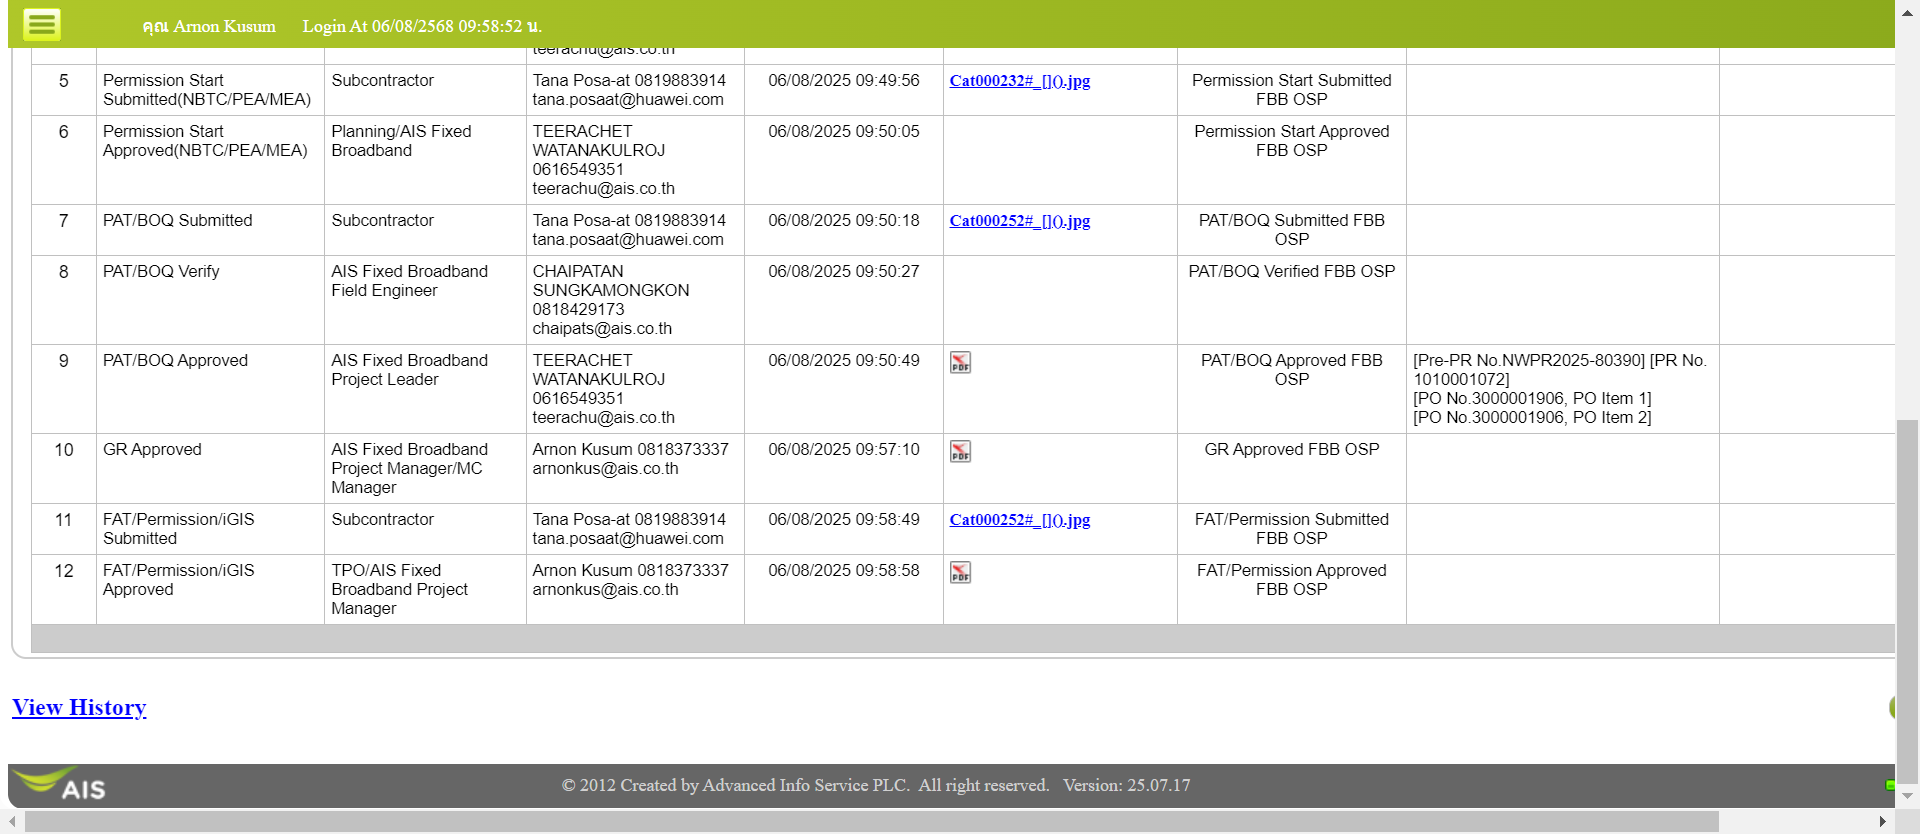 คุณ Arnon Kusum Login At 06/08/2568 09:58:52 น.
teerachu@ais.co.th
5 Permission Start Submitted(NBTC/PEA/MEA) Subcontractor Tana Posa-at 0819883914 tana.posaat@huawei.com 06/08/2025 09:49:56 Cat000232#_[]().jpg Permission Start Submitted FBB OSP
6 Permission Start Approved(NBTC/PEA/MEA) Planning/AIS Fixed Broadband TEERACHET WATANAKULROJ 0616549351 teerachu@ais.co.th 06/08/2025 09:50:05 Permission Start Approved FBB OSP
7 PAT/BOQ Submitted Subcontractor Tana Posa-at 0819883914 tana.posaat@huawei.com 06/08/2025 09:50:18 Cat000252#_[]().jpg PAT/BOQ Submitted FBB OSP
8 PAT/BOQ Verify AIS Fixed Broadband Field Engineer CHAIPATAN SUNGKAMONGKON 0818429173 chaipats@ais.co.th 06/08/2025 09:50:27 PAT/BOQ Verified FBB OSP
9 PAT/BOQ Approved AIS Fixed Broadband Project Leader TEERACHET WATANAKULROJ 0616549351 teerachu@ais.co.th 06/08/2025 09:50:49 PDF PAT/BOQ Approved FBB OSP [Pre-PR No.NWPR2025-80390] [PR No. 1010001072] [PO No.3000001906, PO Item 1] [PO No.3000001906, PO Item 2]
10 GR Approved AIS Fixed Broadband Project Manager/MC Manager Arnon Kusum 0818373337 arnonkus@ais.co.th 06/08/2025 09:57:10 PDF GR Approved FBB OSP
11 FAT/Permission/iGIS Submitted Subcontractor Tana Posa-at 0819883914 tana.posaat@huawei.com 06/08/2025 09:58:49 Cat000252#_[]().jpg FAT/Permission Submitted FBB OSP
12 FAT/Permission/iGIS Approved TPO/AIS Fixed Broadband Project Manager Arnon Kusum 0818373337 arnonkus@ais.co.th 06/08/2025 09:58:58 PDF FAT/Permission Approved FBB OSP
View History
AIS
© 2012 Created by Advanced Info Service PLC. All right reserved. Version: 25.07.17